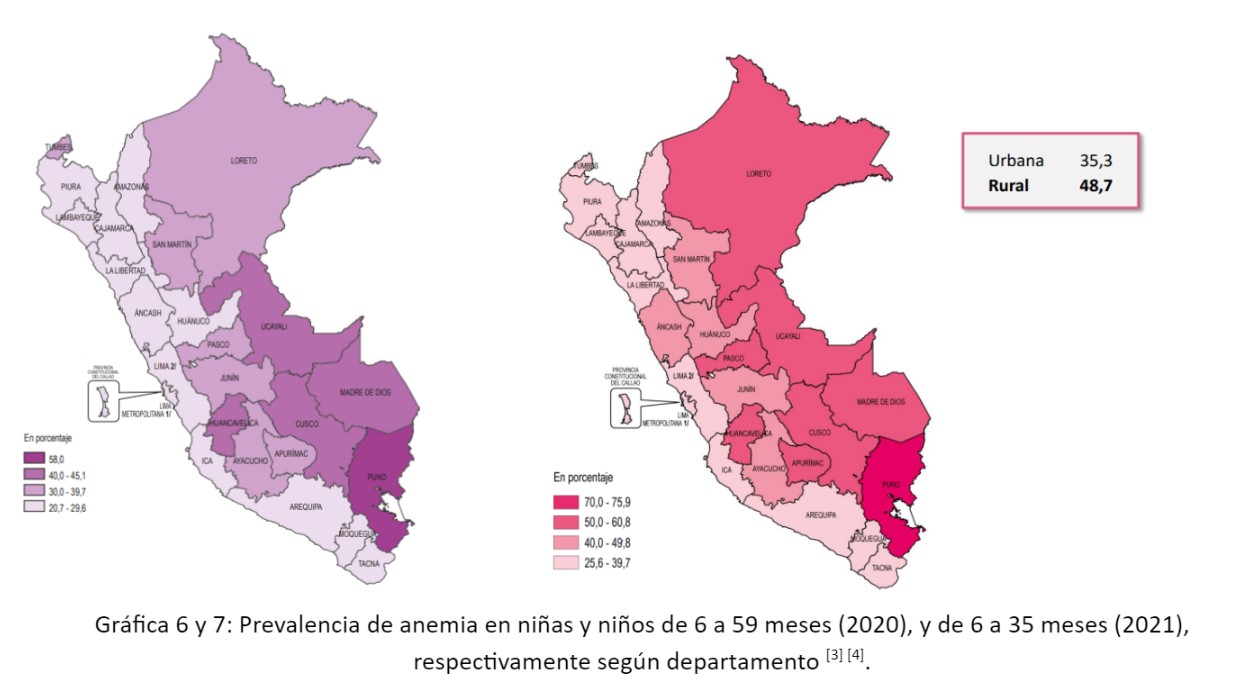 TUMBES
PIURA
LAMBAYEQUE
CAJAMARCA
AMAZONAS
LORETO
SAN MARTÍN
LA LIBERTAD
ÁNCASH
HUÁNUCO
UCAYALI
PASCO
LIMA 2/
JUNÍN
PROVINCIA
CONSTITUCIONAL
DEL CALLAO
LIMA
METROPOLITANA 1/
MADRE DE DIOS
HUANCAVELICA
CUSCO
ICA
AYACUCHO
APURÍMAC
PUNO
AREQUIPA
MOQUEGUA
TACNA
En porcentaje
58,0
40,0 - 45,1
30,0 - 39,7
20,7 - 29,6
TUMBES
PIURA
LAMBAYEQUE
CAJAMARCA
AMAZONAS
LORETO
SAN MARTÍN
LA LIBERTAD
ÁNCASH
HUÁNUCO
UCAYALI
PASCO
LIMA 2/
JUNÍN
PROVINCIA
CONSTITUCIONAL
DEL CALLAO
LIMA
METROPOLITANA 1/
MADRE DE DIOS
HUANCAVELICA
CUSCO
ICA
AYACUCHO
APURÍMAC
PUNO
AREQUIPA
MOQUEGUA
TACNA
En porcentaje
70,0 - 75,9
50,0 - 60,8
40,0 - 49,8
25,6 - 39,7
Urbana 35,3
Rural 48,7
Gráfica 6 y 7: Prevalencia de anemia en niñas y niños de 6 a 59 meses (2020), y de 6 a 35 meses (2021),
respectivamente según departamento [3] [4].